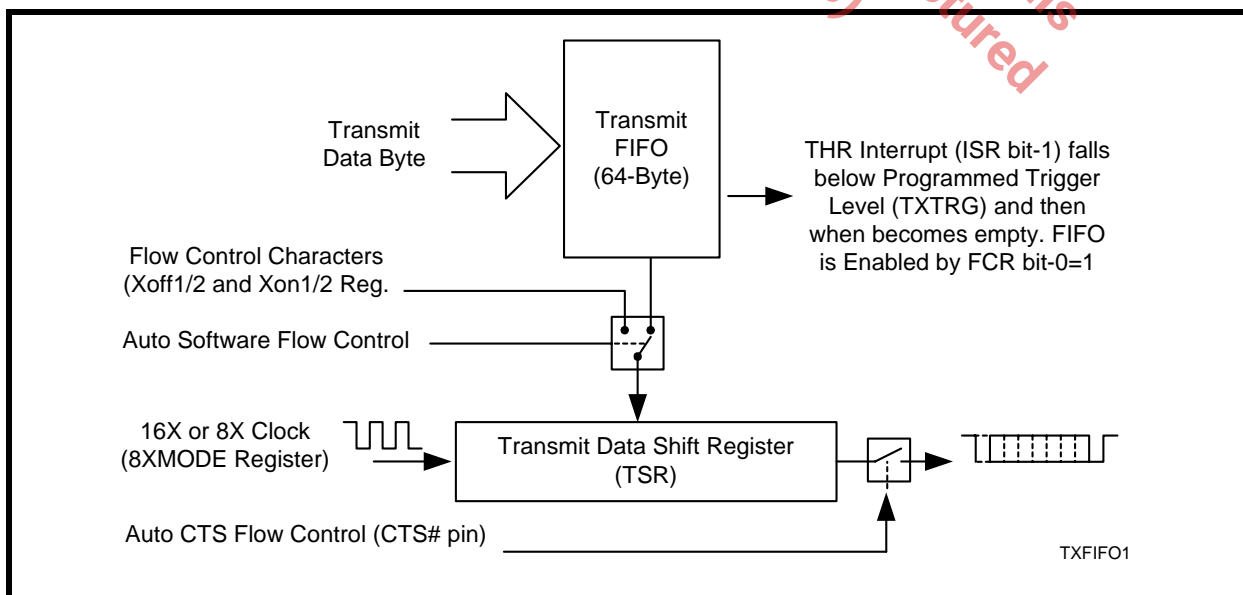 Transmit
Data Byte
Transmit
FIFO
(64-Byte)
THR Interrupt (ISR bit-1) falls
below Programmed Trigger
Level (TXTRG) and then
when becomes empty. FIFO
is Enabled by FCR bit-0=1
Flow Control Characters
(Xoff1/2 and Xon1/2 Reg.
Auto Software Flow Control
16X or 8X Clock
(8XMODE Register)
Transmit Data Shift Register
(TSR)
Auto CTS Flow Control (CTS# pin)
TXFIFO1